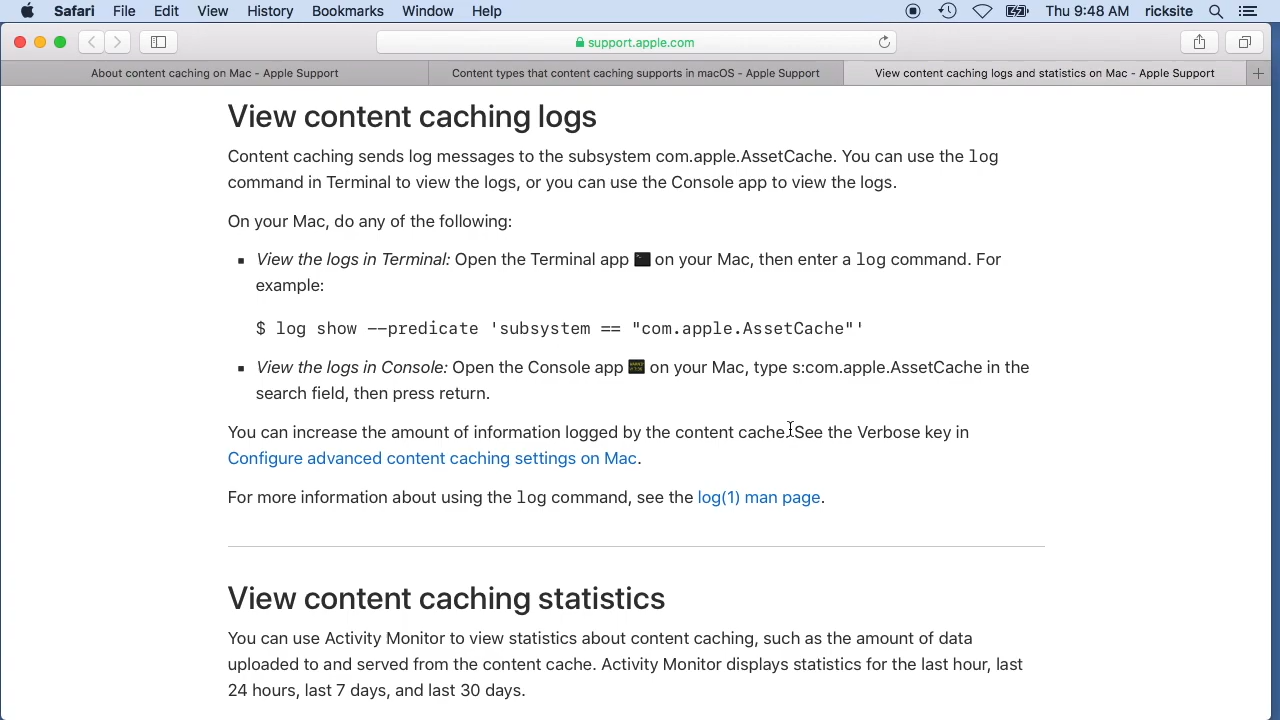 Safari File Edit View History Bookmarks Window Help Thu 9:48 AM ricksite
support.apple.com
About content caching on Mac - Apple Support Content types that content caching supports in macOS - Apple Support View content caching logs and statistics on Mac - Apple Support
View content caching logs
Content caching sends log messages to the subsystem com.apple.AssetCache. You can use the log
command in Terminal to view the logs, or you can use the Console app to view the logs.
On your Mac, do any of the following:
▪ View the logs in Terminal: Open the Terminal app on your Mac, then enter a log command. For
example:
$ log show --predicate 'subsystem == "com.apple.AssetCache"'
▪ View the logs in Console: Open the Console app on your Mac, type s:com.apple.AssetCache in the
search field, then press return.
You can increase the amount of information logged by the content cache. See the Verbose key in
Configure advanced content caching settings on Mac.
For more information about using the log command, see the log(1) man page.
View content caching statistics
You can use Activity Monitor to view statistics about content caching, such as the amount of data
uploaded to and served from the content cache. Activity Monitor displays statistics for the last hour, last
24 hours, last 7 days, and last 30 days.